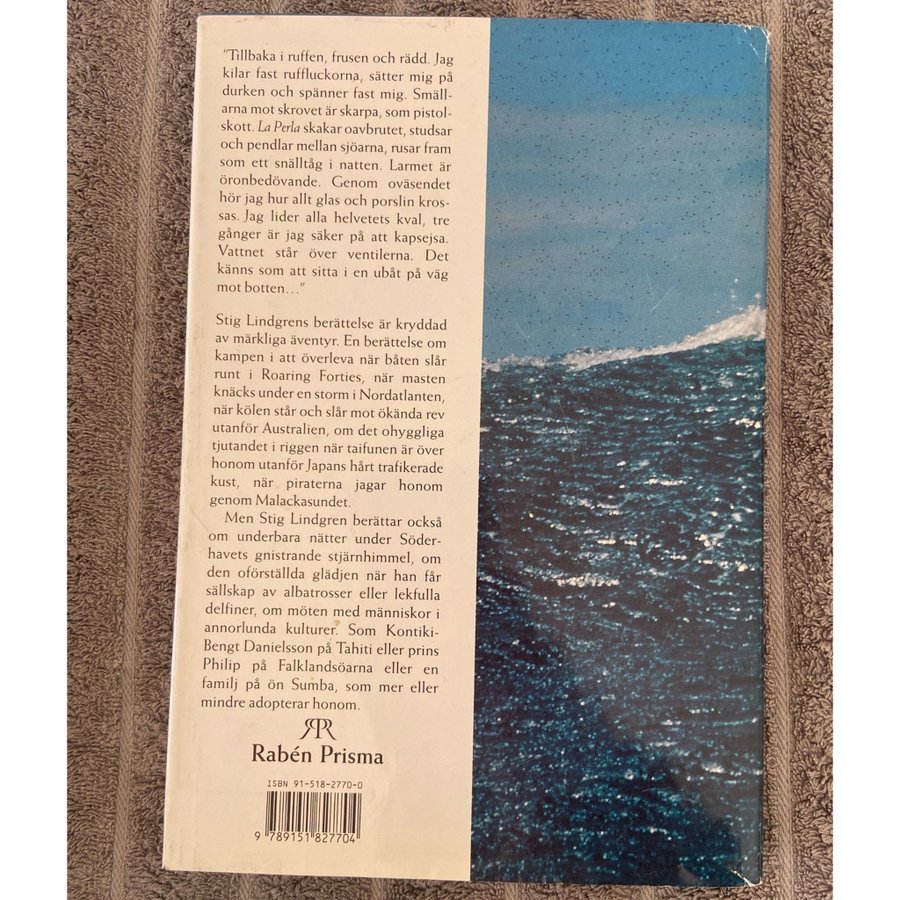 "Tillbaka i ruffen, frusen och rädd. Jag
kilar fast ruffluckorna, sätter mig på
durken och spänner fast mig. Smäll-
arna mot skrovet är skarpa, som pistol-
skott. La Perla skakar oavbrutet, studsar
och pendlar mellan sjöarna, rusar fram
som ett snälltåg i natten. Larmet är
öronbedövande. Genom oväsendet
hör jag hur allt glas och porslin kros-
sas. Jag lider alla helvetets kval, tre
gånger är jag säker på att kapsejsa.
Vattnet står över ventilerna. Det
känns som att sitta i en ubåt på väg
mot botten..."
Stig Lindgrens berättelse är kryddad
av märkliga äventyr. En berättelse om
kampen i att överleva när båten slår
runt i Roaring Forties, när masten
knäcks under en storm i Nordatlanten,
när kölen står och slår mot ökända rev
utanför Australien, om det ohyggliga
tjutandet i riggen när taifunen är över
honom utanför Japans hårt trafikerade
kust, när piraterna jagar honom
genom Malackasundet.
Men Stig Lindgren berättar också
om underbara nätter under Söder-
havets gnistrande stjärnhimmel, om
den oförställda glädjen när han får
sällskap av albatrosser eller lekfulla
delfiner, om möten med människor i
annorlunda kulturer. Som Kontiki-
Bengt Danielsson på Tahiti eller prins
Philip på Falklandsöarna eller en
familj på ön Sumba, som mer eller
mindre adopterar honom.
RPR
Rabén Prisma
ISBN 91-518-2770-0
9 789151 827704